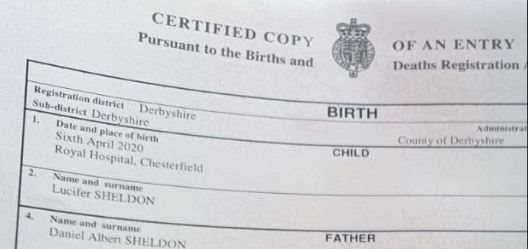 CERTIFIED COPY OF AN ENTRY
Pursuant to the Births and Deaths Registration A
Registration district Derbyshire
BIRTH
Sub-district Derbyshire
Administrat
County of Derbyshire
1. Date and place of birth
CHILD
Sixth April 2020
Royal Hospital, Chesterfield
2. Name and surname
Lucifer SHELDON
FATHER
4. Name and surname
Daniel Albert SHELDON